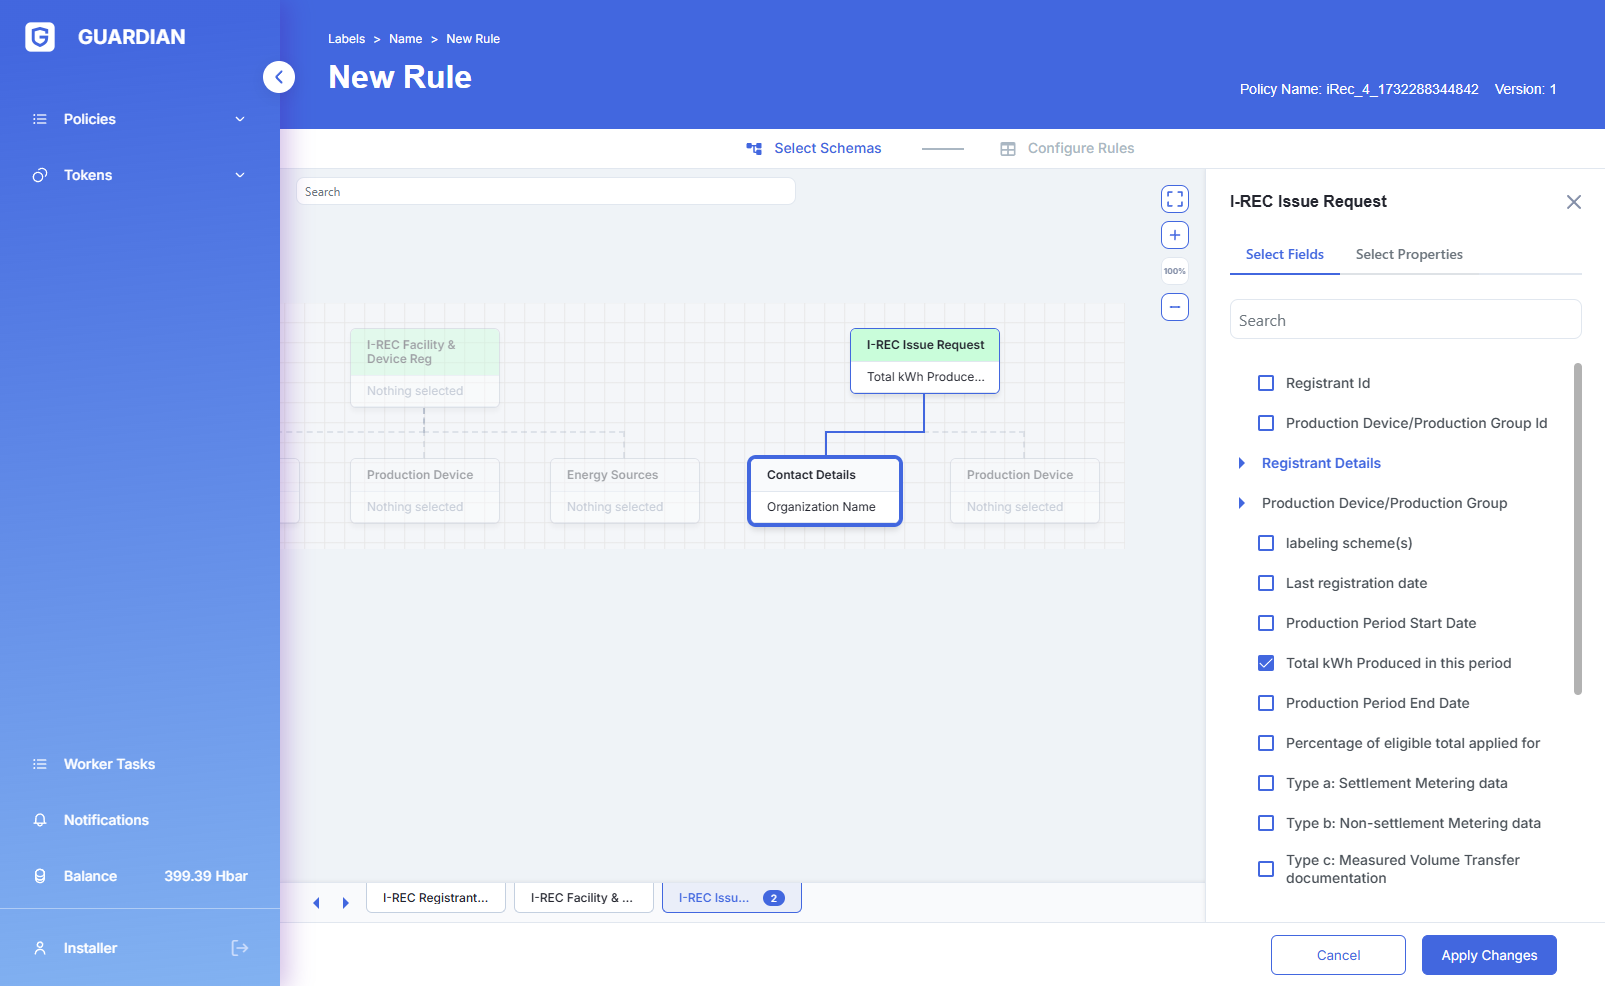 GUARDIAN
Policies
Tokens
Worker Tasks
Notifications
Balance 399.39 Hbar
Installer
Labels > Name > New Rule
New Rule
Policy Name: iRec_4_1732288344842 Version: 1
Select Schemas
Configure Rules
Search
100%
I-REC Facility &
Device Reg
Nothing selected
I-REC Issue Request
Total kWh Produce...
Production Device
Nothing selected
Energy Sources
Nothing selected
Contact Details
Organization Name
Production Device
Nothing selected
I-REC Registrant...
I-REC Facility & ...
I-REC Issu... 2
I-REC Issue Request
Select Fields
Select Properties
Search
Registrant Id
Production Device/Production Group Id
Registrant Details
Production Device/Production Group
labeling scheme(s)
Last registration date
Production Period Start Date
Total kWh Produced in this period
Production Period End Date
Percentage of eligible total applied for
Type a: Settlement Metering data
Type b: Non-settlement Metering data
Type c: Measured Volume Transfer
documentation
Cancel
Apply Changes